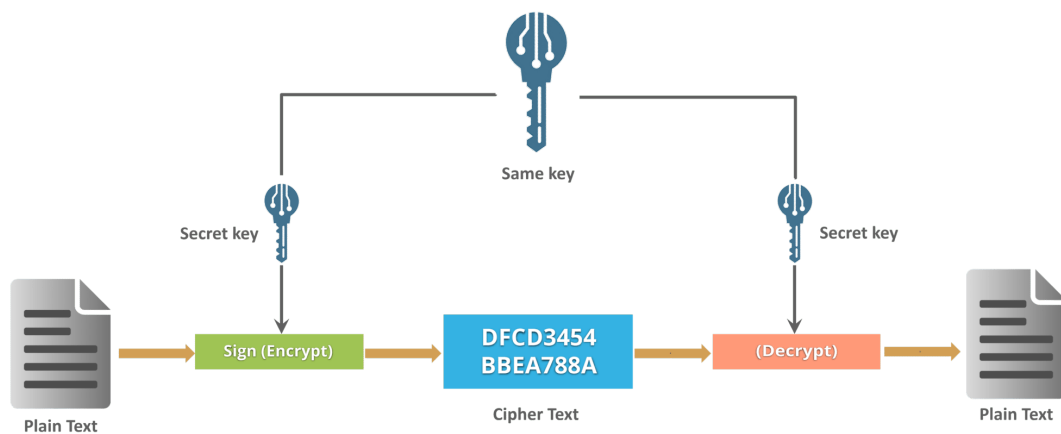 Same key
Secret key
Secret key
Sign (Encrypt)
DFCD3454
BBEA788A
(Decrypt)
Plain Text
Cipher Text
Plain Text